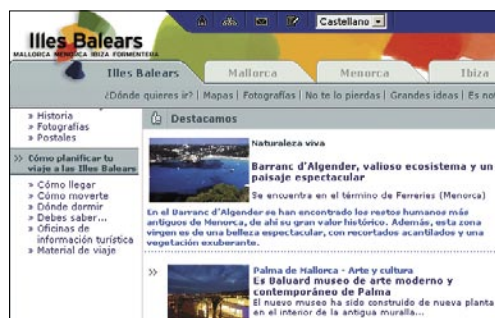 Castellano
Illes Balears
MALLORCA MENORCA IBIZA FORMENTERA
Illes Balears
Mallorca
Menorca
Ibiza
¿Dónde quieres ir? | Mapas | Fotografías | No te lo pierdas | Grandes ideas | Es not
» Historia
» Fotografías
» Postales
» Cómo planificar tu
viaje a las Illes Balears
» Cómo llegar
» Cómo moverte
» Dónde dormir
» Debes saber...
» Oficinas de
información turística
» Material de viaje
Destacamos
Naturaleza viva
Barranc d'Algender, valioso ecosistema y un
paisaje espectacular
Se encuentra en el término de Ferreries (Menorca)
En el Barranc d'Algender se han encontrado los restos humanos más
antiguos de Menorca, de ahí su gran valor histórico. Además, esta zona
virgen es de una belleza espectacular, con recortados acantilados y una
vegetación exuberante.
» Palma de Mallorca - Arte y cultura
Es Baluard museo de arte moderno y
contemporáneo de Palma
El nuevo museo ha sido construido de nueva planta
en el interior de la antigua muralla...